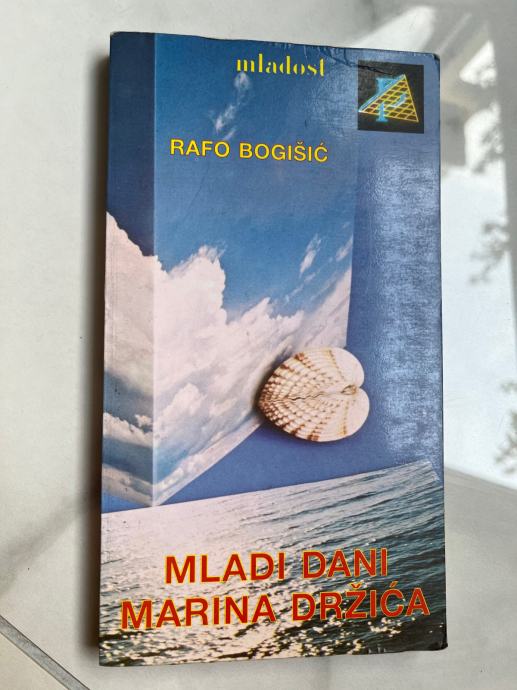 mladost
RAFO BOGIŠIĆ
MLADI DANI
MARINA DRŽIĆA